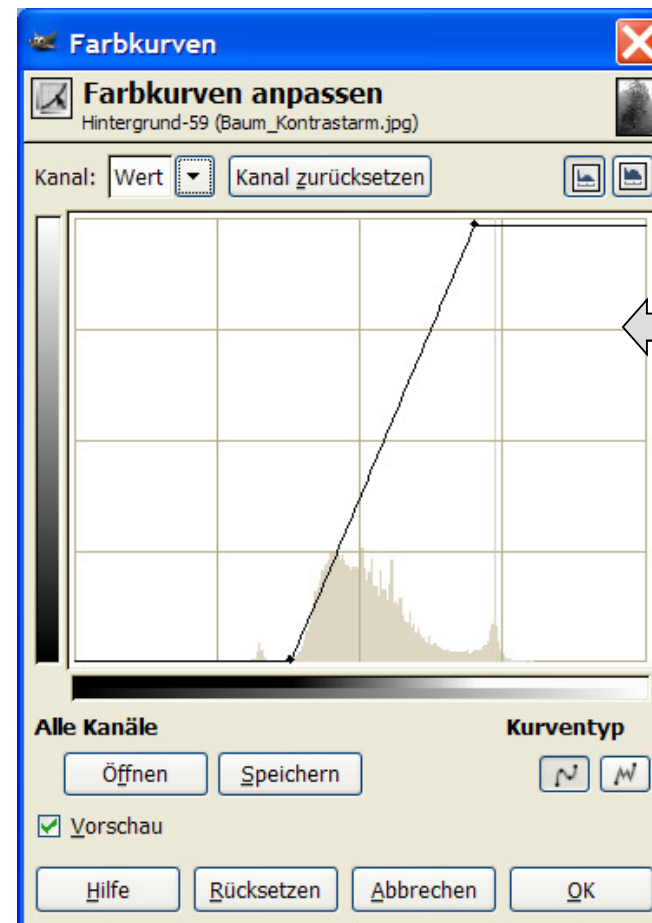 Farbkurven
Farbkurven anpassen
Hintergrund-59 (Baum_Kontrastarm.jpg)
Kanal: Wert Kanal zurücksetzen
Alle Kanäle Kurventyp
Öffnen Speichern
Vorschau
Hilfe Rücksetzen Abbrechen OK